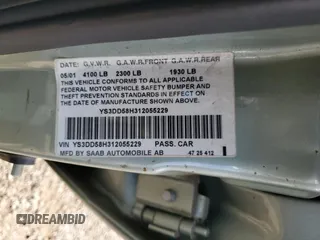 DATE: G.V.W.R. G.A.W.R.FRONT G.A.W.R.REAR
05/01 4100 LB 2300 LB 1930 LB
THIS VEHICLE CONFORMS TO ALL APPLICABLE
FEDERAL MOTOR VEHICLE SAFETY BUMPER AND
THEFT PREVENTION STANDARDS IN EFFECT ON
THE DATE OF MANUFACTURE SHOWN ABOVE.
YS3DD58H312055229
VIN YS3DD58H312055229 PASS. CAR
MFG BY SAAB AUTOMOBILE AB 47 25 412
DREAMBID